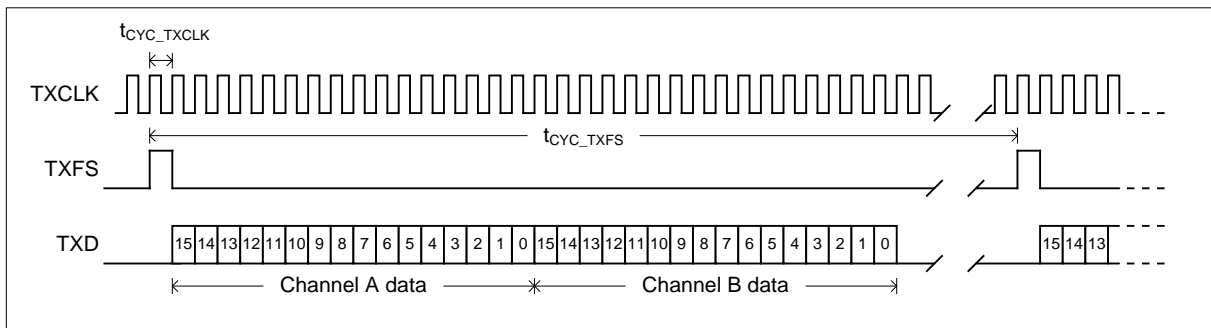 tCYC_TXCLK
TXCLK
tCYC_TXFS
TXFS
TXD 15 14 13 12 11 10 9 8 7 6 5 4 3 2 1 0 15 14 13 12 11 10 9 8 7 6 5 4 3 2 1 0 15 14 13
Channel A data Channel B data